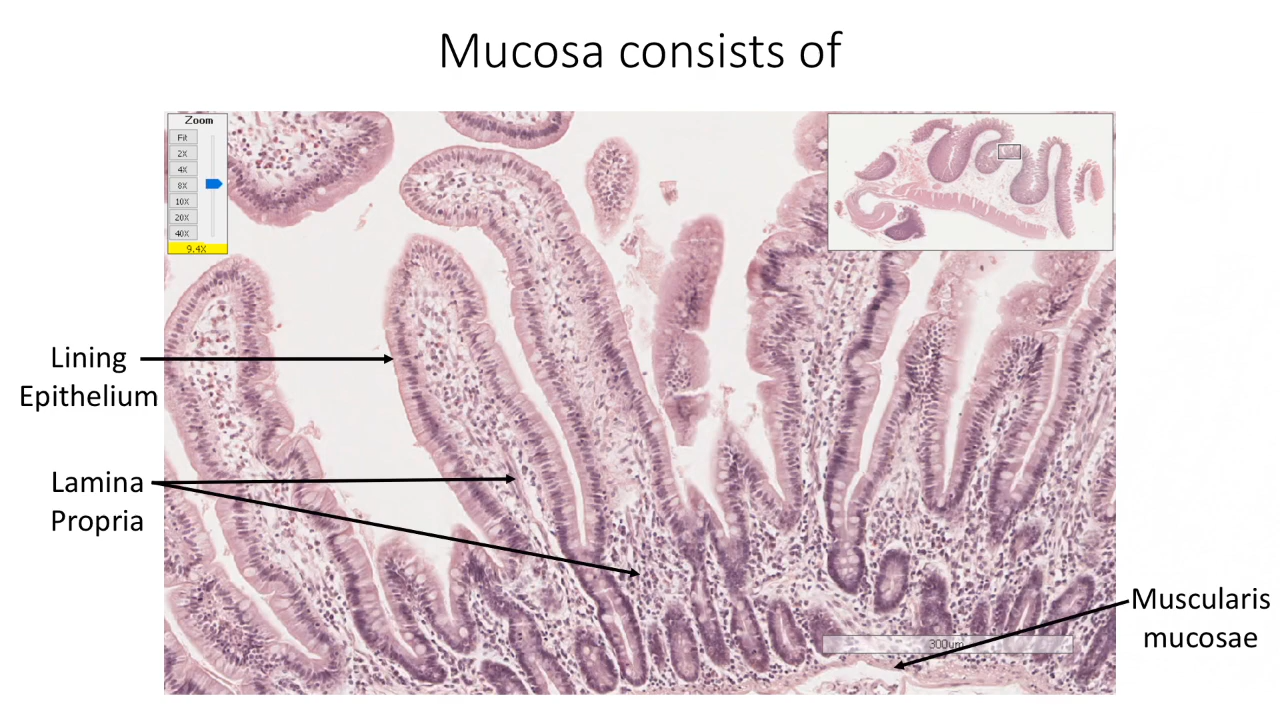 Mucosa consists of
Zoom
Fit
2X
4X
8X
10X
20X
40X
9.4X
Lining
Epithelium
Lamina
Propria
Muscularis
mucosae
300um